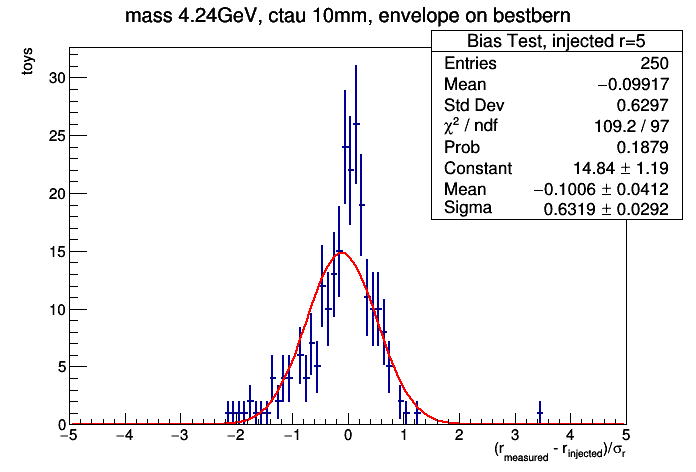 mass 4.24GeV, ctau 10mm, envelope on bestbern
toys
Bias Test, injected r=5
Entries 250
Mean −0.09917
Std Dev 0.6297
χ² / ndf 109.2 / 97
Prob 0.1879
Constant 14.84 ± 1.19
Mean −0.1006 ± 0.0412
Sigma 0.6319 ± 0.0292
30
25
20
15
10
5
0
−5 −4 −3 −2 −1 0 1 2 3 4 5
(r_measured - r_injected)/σ_r